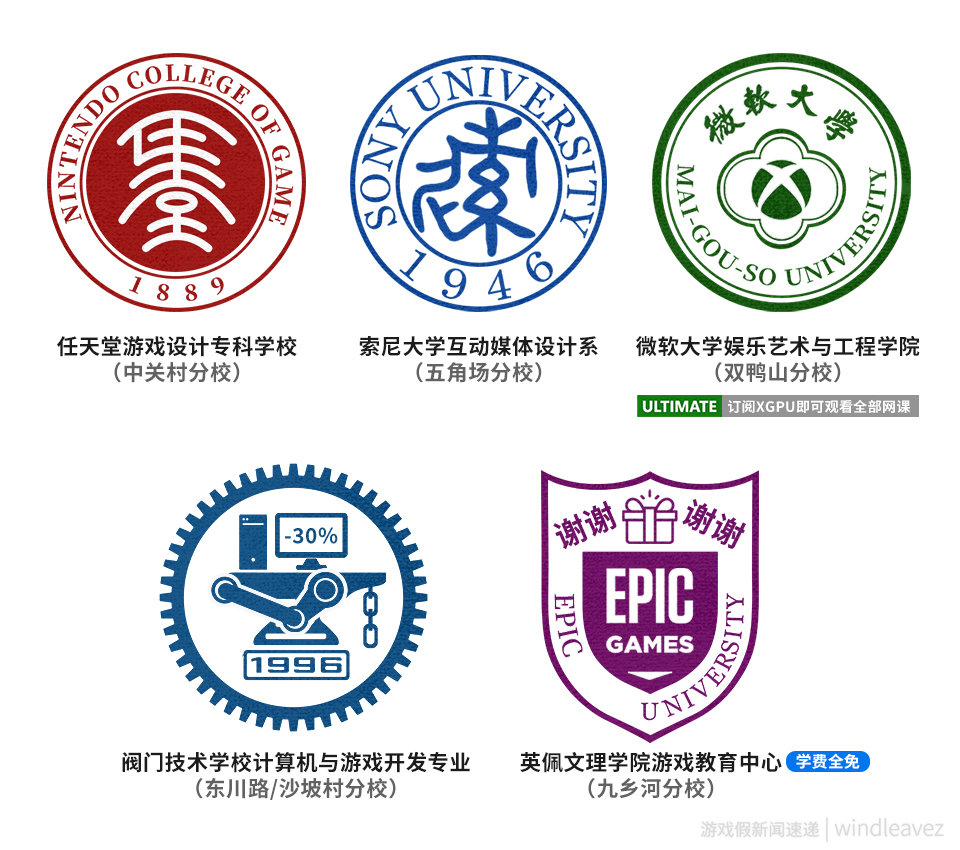 NINTENDO COLLEGE OF GAME
任堂
1889
SONY UNIVERSITY
索尼
1946
微軟大學
MAI-GOU-SO UNIVERSITY
任天堂游戏设计专科学校
（中关村分校）
索尼大学互动媒体设计系
（五角场分校）
微软大学娱乐艺术与工程学院
（双鸭山分校）
ULTIMATE 订阅XGPU即可观看全部网课
-30%
1996
谢谢 谢谢
EPIC
GAMES
EPIC UNIVERSITY
阀门技术学校计算机与游戏开发专业
（东川路/沙坡村分校）
英佩文理学院游戏教育中心 学费全免
（九乡河分校）
游戏假新闻速递 | windleavez